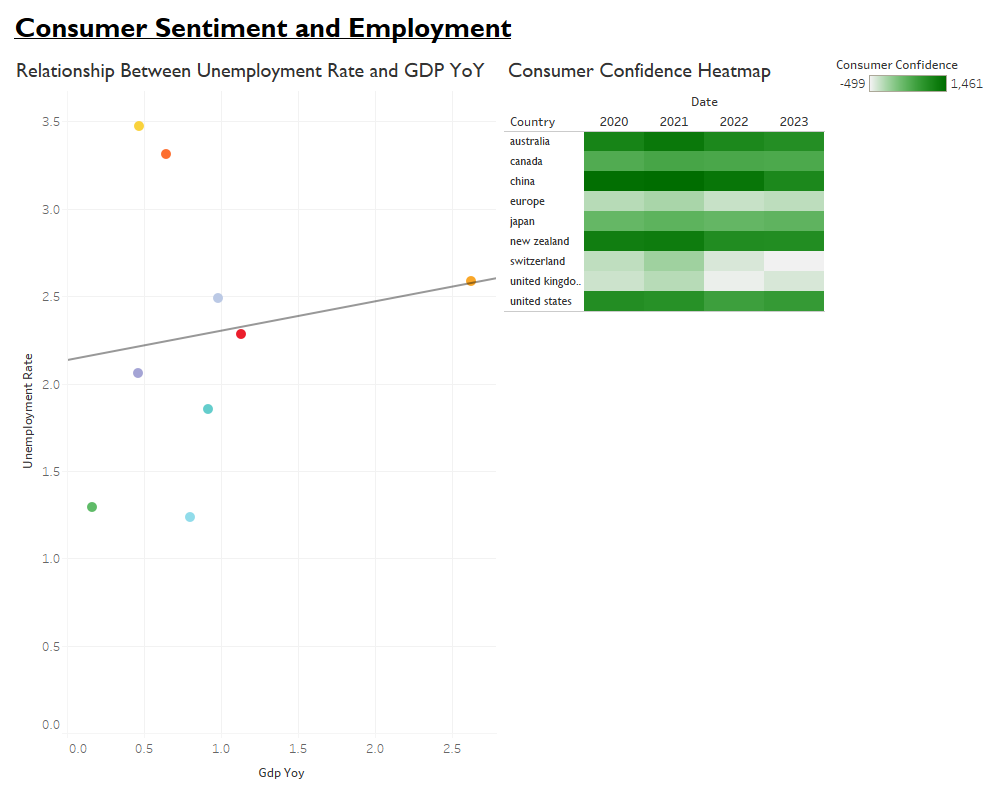 Consumer Sentiment and Employment
Relationship Between Unemployment Rate and GDP YoY
3.5
3.0
2.5
2.0
1.5
1.0
0.5
0.0
Unemployment Rate
0.0 0.5 1.0 1.5 2.0 2.5
Gdp Yoy
Consumer Confidence Heatmap
Date
Country 2020 2021 2022 2023
australia
canada
china
europe
japan
new zealand
switzerland
united kingdo..
united states
Consumer Confidence
-499 1,461